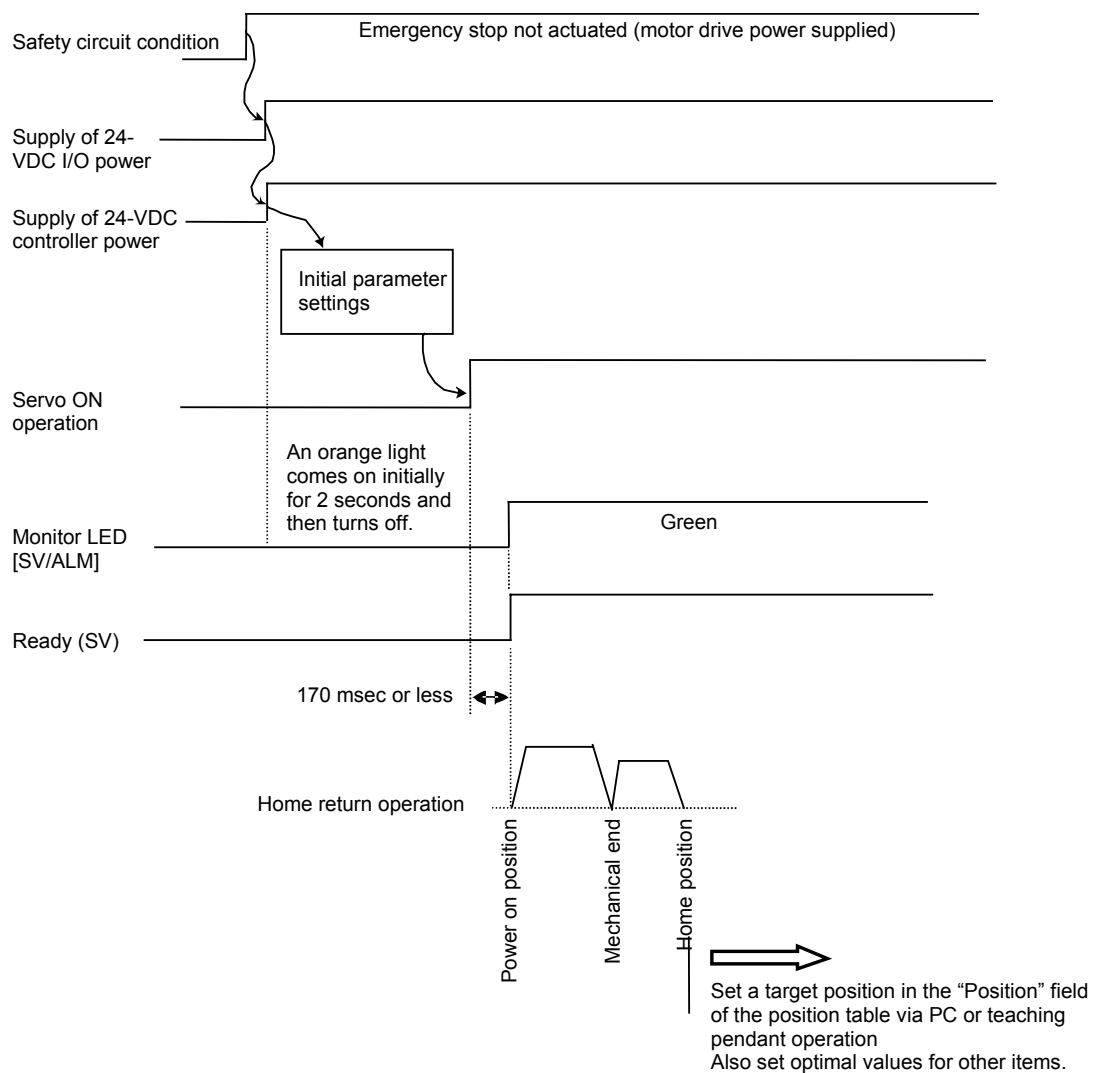 Safety circuit condition
Emergency stop not actuated (motor drive power supplied)
Supply of 24-
VDC I/O power
Supply of 24-VDC
controller power
Initial parameter
settings
Servo ON
operation
An orange light
comes on initially
for 2 seconds and
then turns off.
Monitor LED
[SV/ALM]
Green
Ready (SV)
170 msec or less
Home return operation
Power on position
Mechanical end
Home position
Set a target position in the “Position” field
of the position table via PC or teaching
pendant operation
Also set optimal values for other items.